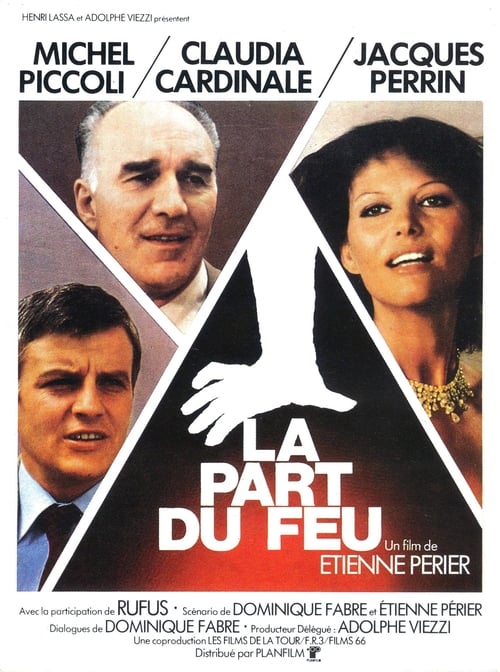 HENRI LASSA et ADOLPHE VIEZZI présentent
MICHEL PICCOLI / CLAUDIA CARDINALE / JACQUES PERRIN
LA
PART
DU FEU
Un film de
ETIENNE PERIER
Avec la participation de RUFUS · Scénario de DOMINIQUE FABRE et ÉTIENNE PÉRIER
Dialogues de DOMINIQUE FABRE · Producteur Délégué : ADOLPHE VIEZZI
Une coproduction LES FILMS DE LA TOUR/F.R.3/FILMS 66
Distribué par PLANFILM
PLANFILM